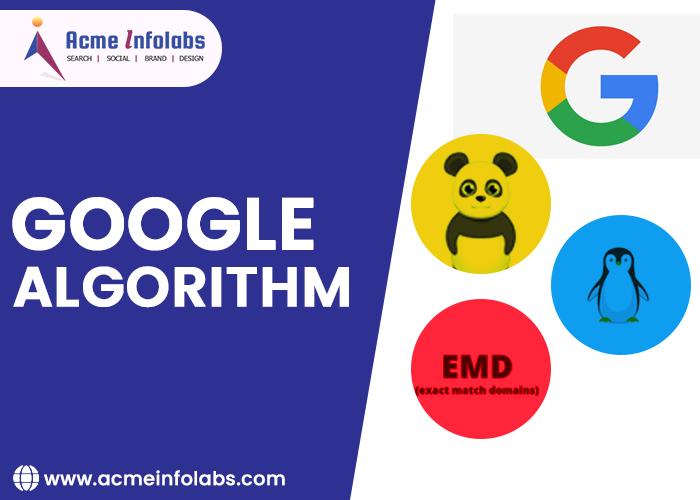 Acme Infolabs
SEARCH | SOCIAL | BRAND | DESIGN
GOOGLE
ALGORITHM
EMD
(exact match domains)
www.acmeinfolabs.com